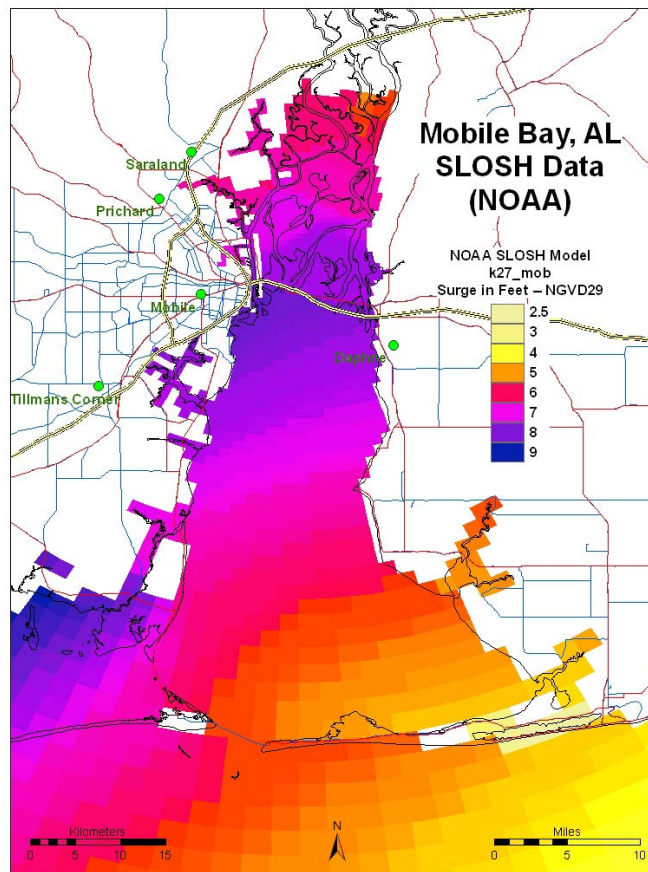 Mobile Bay, AL
SLOSH Data
(NOAA)
NOAA SLOSH Model
k27_mob
Surge in Feet – NGVD29
2.5
3
4
5
6
7
8
9
Saraland
Prichard
Mobile
Daphne
Tillmans Corner
Kilometers
0 5 10 15
N
Miles
0 5 10